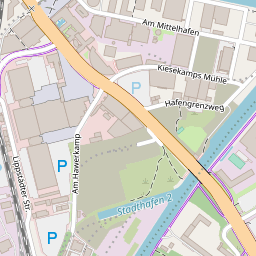 Am Mittelhafen
Kiesekamps Mühle
P
Hafengrenzweg
Am Hawerkamp
Lippstädter Str.
P
P
P
Stadthafen 2